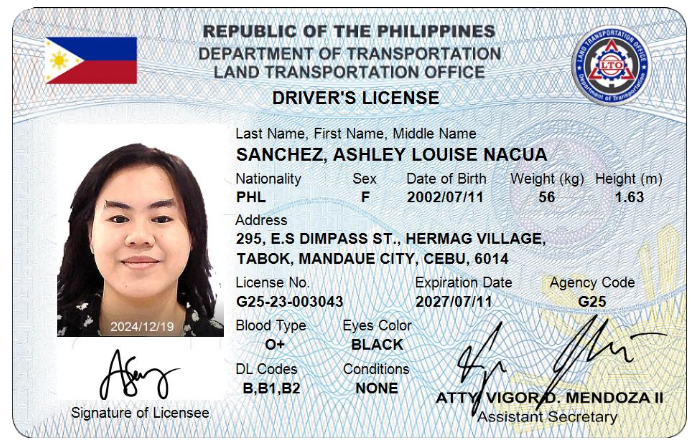 REPUBLIC OF THE PHILIPPINES
DEPARTMENT OF TRANSPORTATION
LAND TRANSPORTATION OFFICE
LAND TRANSPORTATION OFFICE
LTO
Department of Transportation
DRIVER'S LICENSE
Last Name, First Name, Middle Name
SANCHEZ, ASHLEY LOUISE NACUA
Nationality Sex Date of Birth Weight (kg) Height (m)
PHL F 2002/07/11 56 1.63
Address
295, E.S DIMPASS ST., HERMAG VILLAGE,
TABOK, MANDAUE CITY, CEBU, 6014
License No. Expiration Date Agency Code
G25-23-003043 2027/07/11 G25
2024/12/19
Blood Type Eyes Color
O+ BLACK
DL Codes Conditions
B,B1,B2 NONE
ATTY. VIGOR D. MENDOZA II
Assistant Secretary
Signature of Licensee